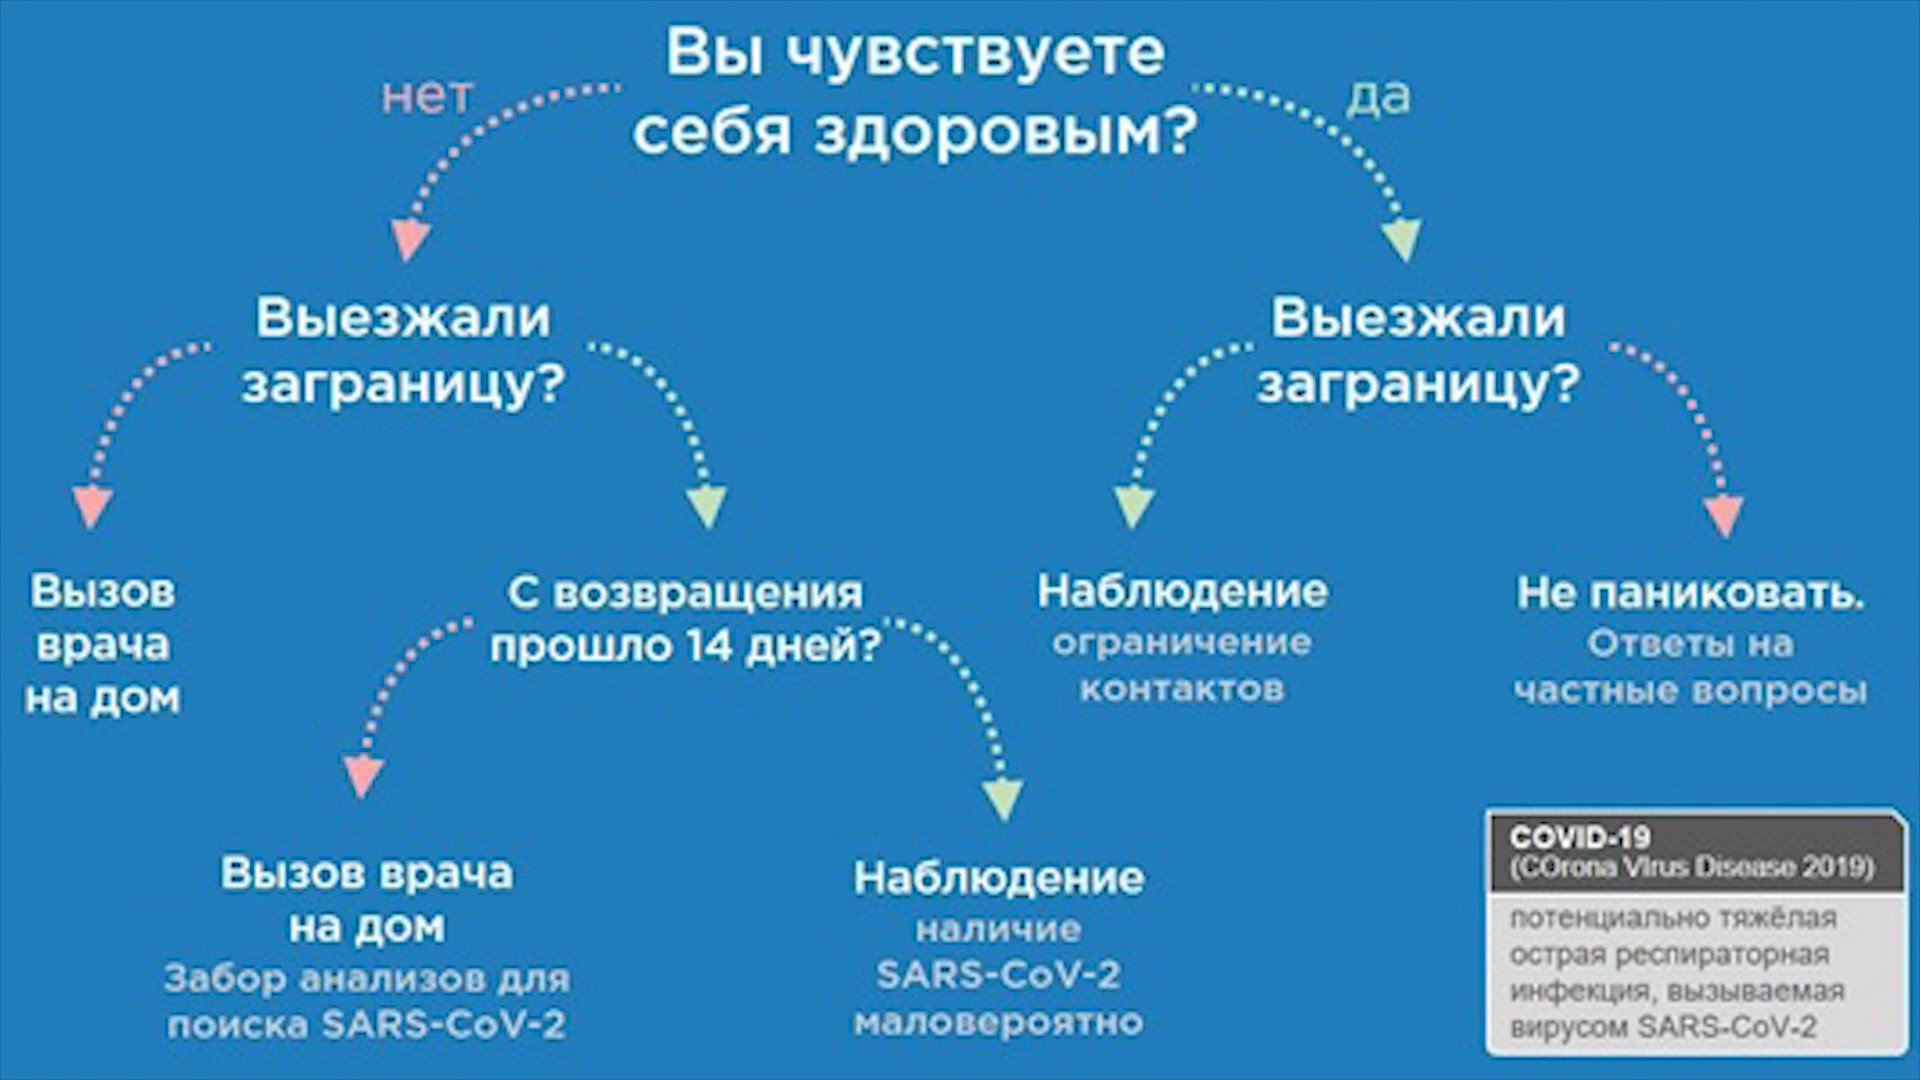 Вы чувствуете
себя здоровым?
нет
да
Выезжали
заграницу?
Выезжали
заграницу?
Вызов
врача
на дом
С возвращения
прошло 14 дней?
Наблюдение
ограничение
контактов
Не паниковать.
Ответы на
частные вопросы
Вызов врача
на дом
Забор анализов для
поиска SARS-CoV-2
Наблюдение
наличие
SARS-CoV-2
маловероятно
COVID-19
(COrona VIrus Disease 2019)
потенциально тяжёлая
острая респираторная
инфекция, вызываемая
вирусом SARS-CoV-2